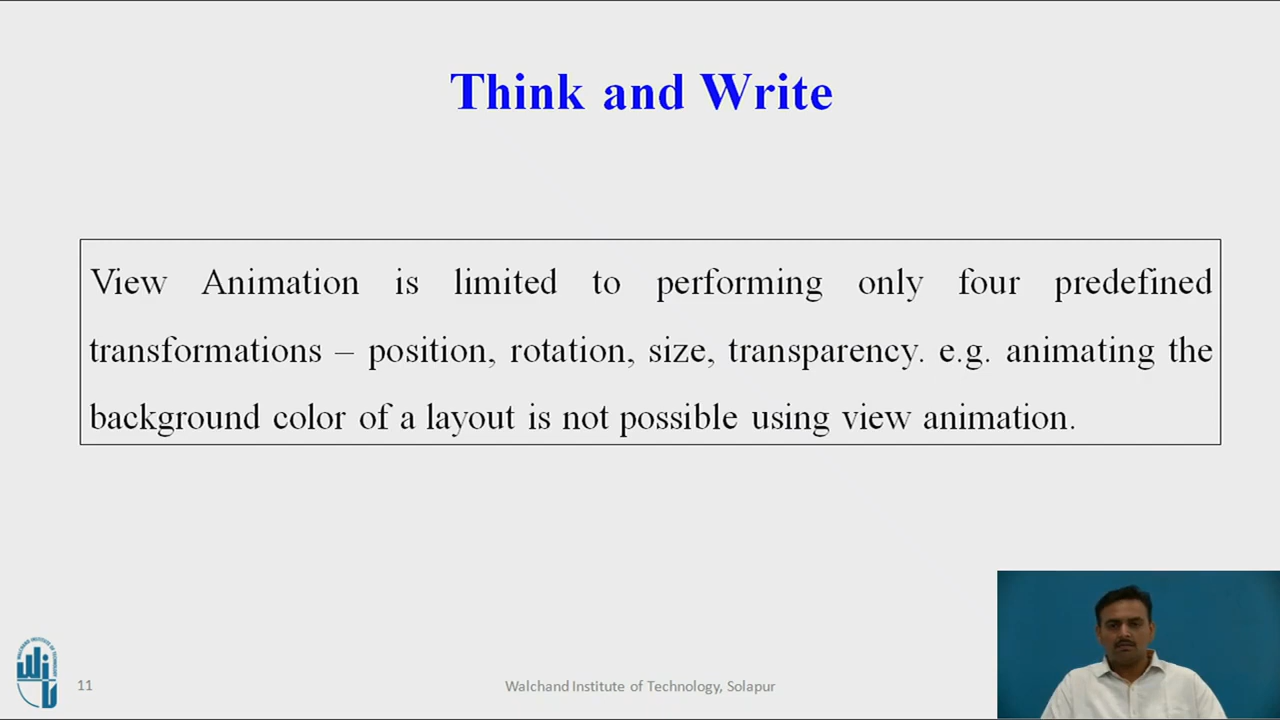 Think and Write
View Animation is limited to performing only four predefined
transformations – position, rotation, size, transparency. e.g. animating the
background color of a layout is not possible using view animation.
11
Walchand Institute of Technology, Solapur